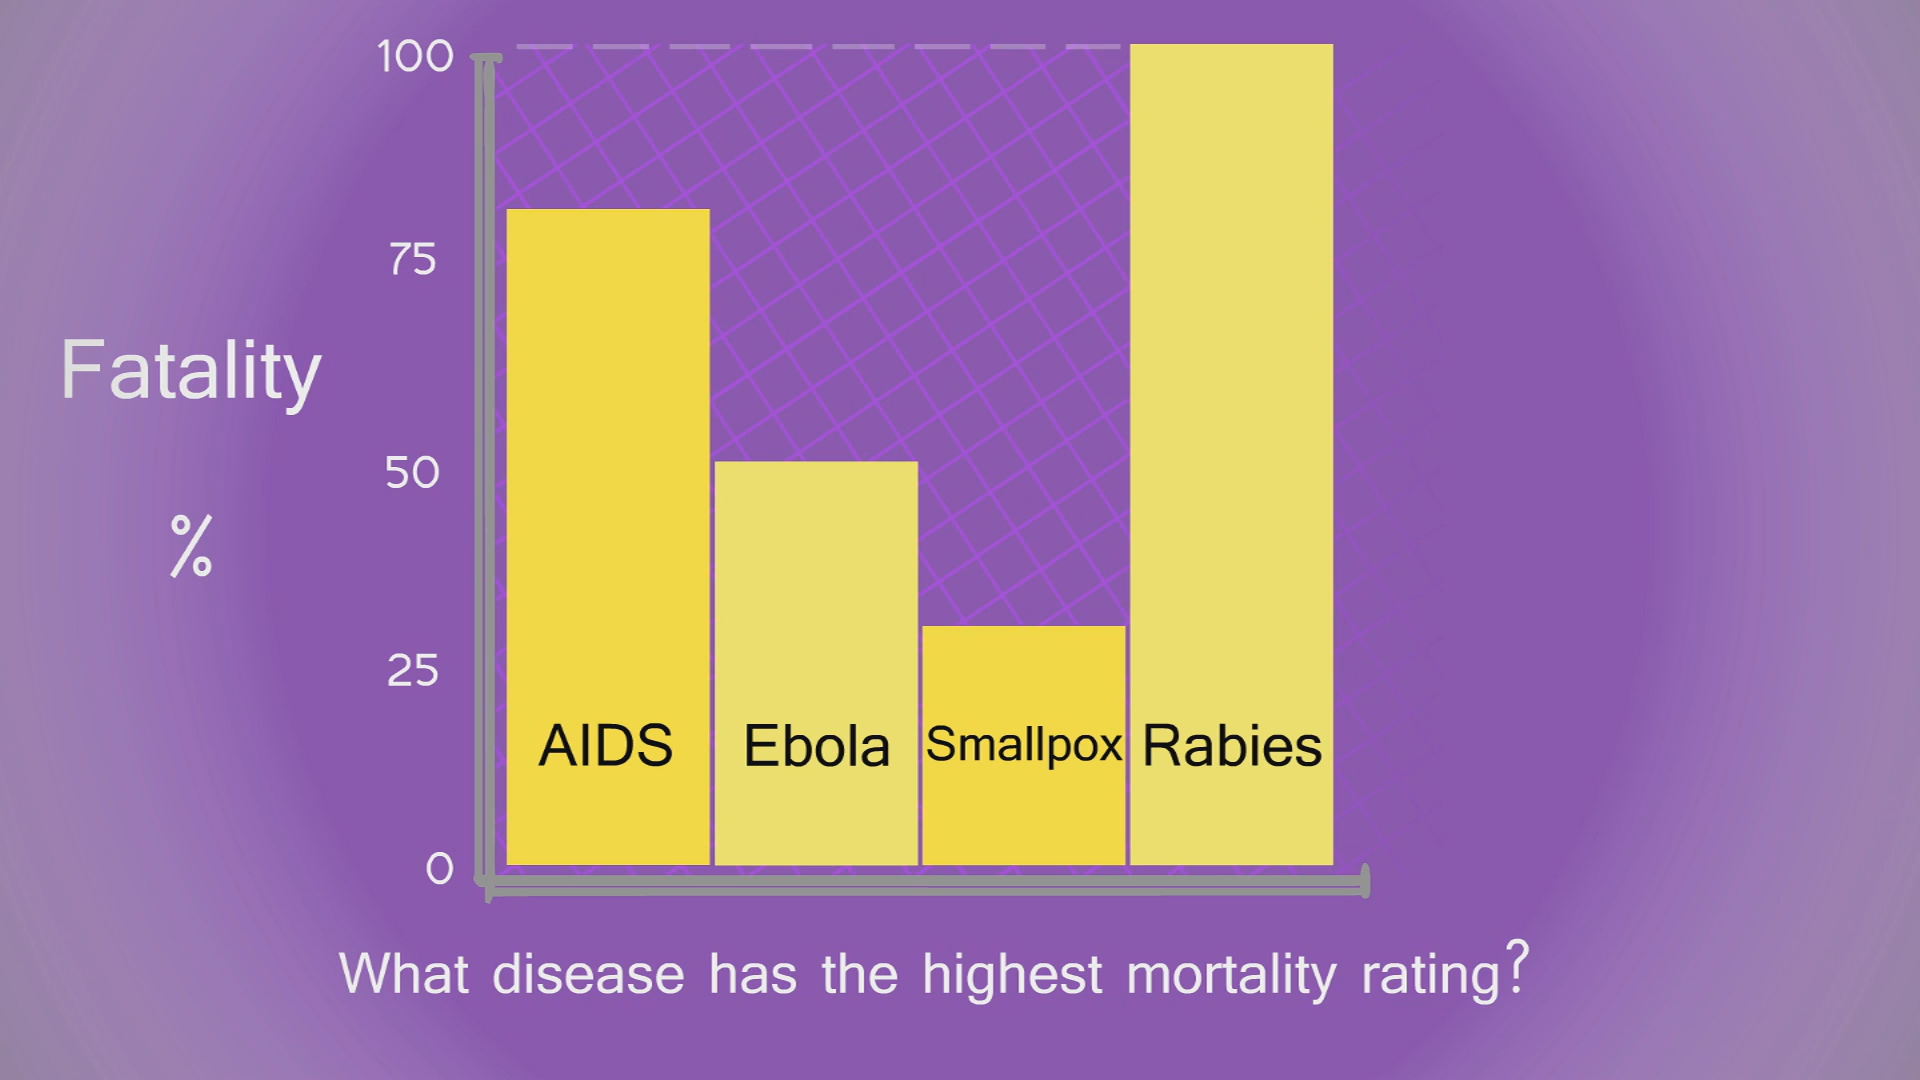 100
75
Fatality
50
%
25
AIDS Ebola Smallpox Rabies
0
What disease has the highest mortality rating?